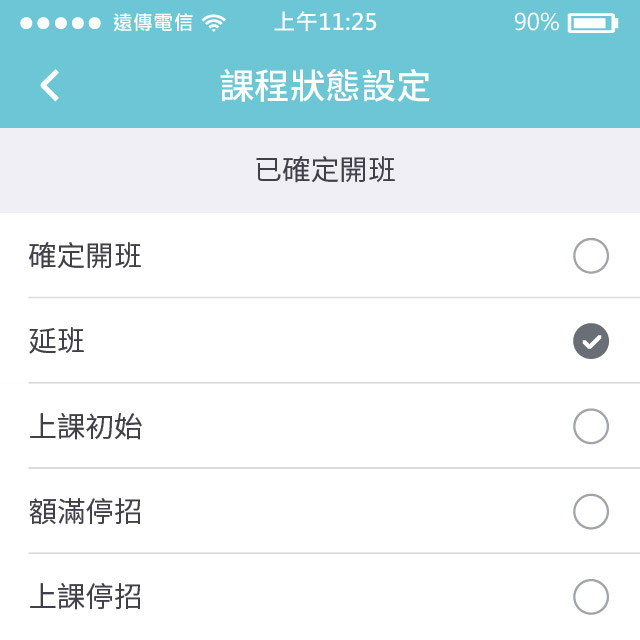 遠傳電信 上午11:25 90%
課程狀態設定
已確定開班
確定開班
延班
上課初始
額滿停招
上課停招